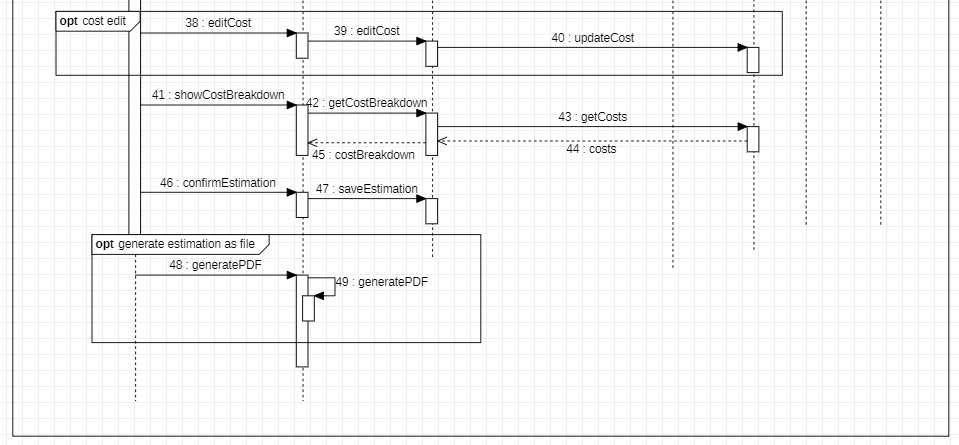 opt cost edit
38 : editCost
39 : editCost
40 : updateCost
41 : showCostBreakdown
42 : getCostBreakdown
43 : getCosts
44 : costs
45 : costBreakdown
46 : confirmEstimation
47 : saveEstimation
opt generate estimation as file
48 : generatePDF
49 : generatePDF